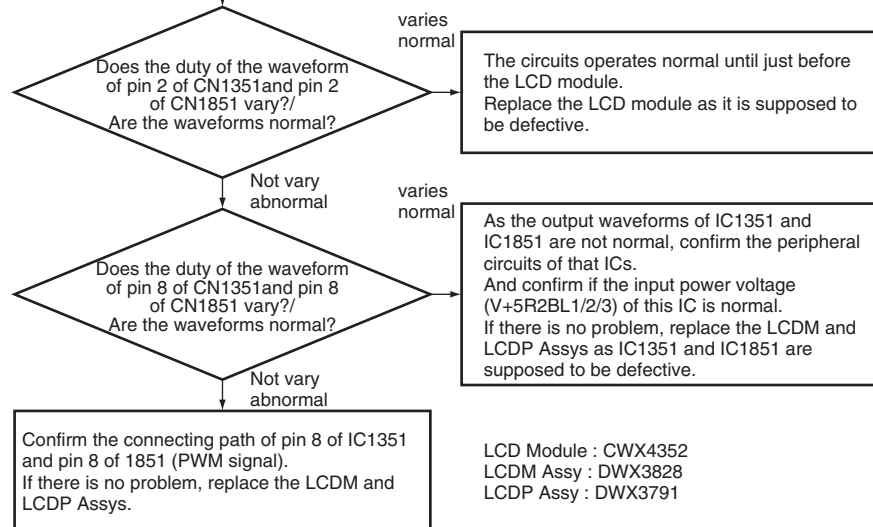 Does the duty of the waveform
of pin 2 of CN1351and pin 2
of CN1851 vary?/
Are the waveforms normal?
varies
normal
The circuits operates normal until just before
the LCD module.
Replace the LCD module as it is supposed to
be defective.
Not vary
abnormal
Does the duty of the waveform
of pin 8 of CN1351and pin 8
of CN1851 vary?/
Are the waveforms normal?
varies
normal
As the output waveforms of IC1351 and
IC1851 are not normal, confirm the peripheral
circuits of that ICs.
And confirm if the input power voltage
(V+5R2BL1/2/3) of this IC is normal.
If there is no problem, replace the LCDM and
LCDP Assys as IC1351 and IC1851 are
supposed to be defective.
Not vary
abnormal
Confirm the connecting path of pin 8 of IC1351
and pin 8 of 1851 (PWM signal).
If there is no problem, replace the LCDM and
LCDP Assys.
LCD Module : CWX4352
LCDM Assy : DWX3828
LCDP Assy : DWX3791